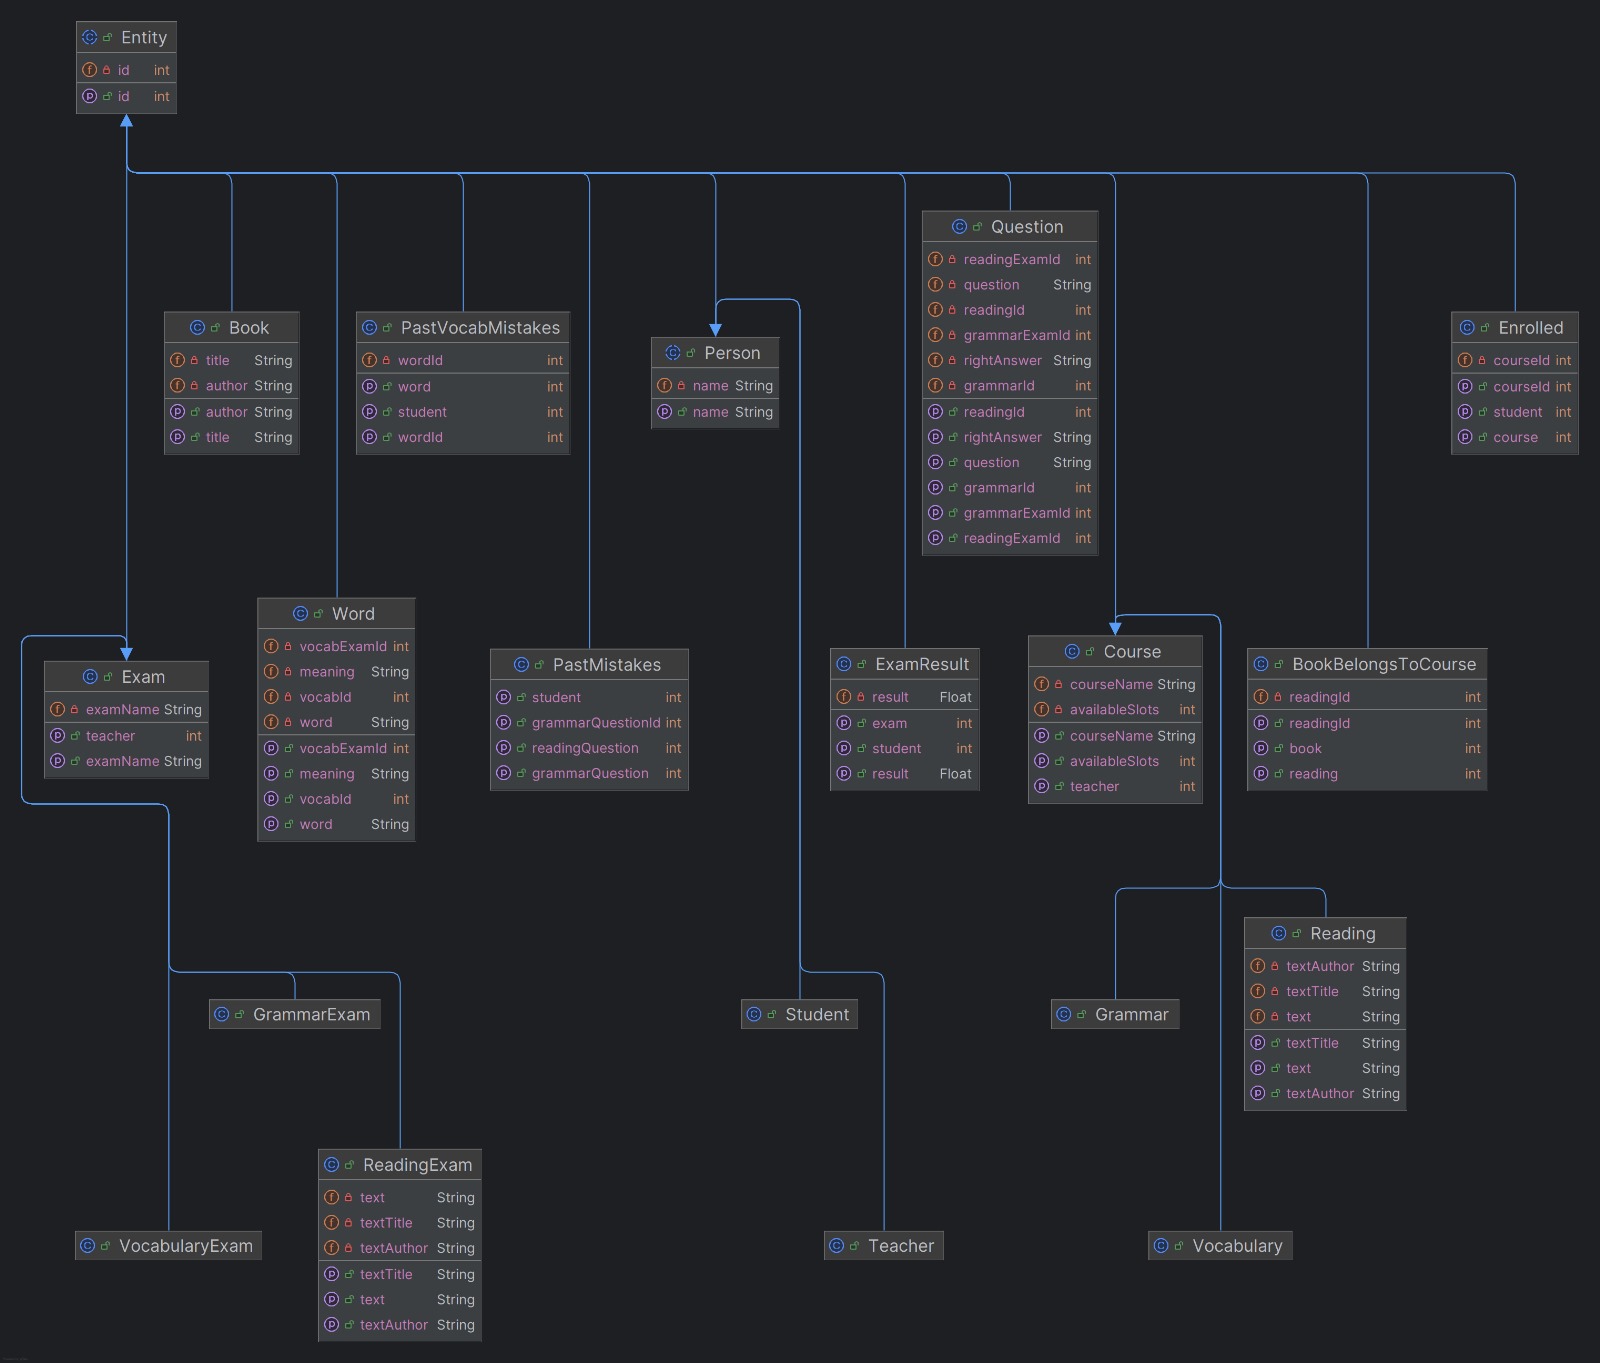 Entity
f id int
p id int
Question
f readingExamId int
f question String
f readingId int
f grammarExamId int
f rightAnswer String
f grammarId int
p readingId int
p rightAnswer String
p question String
p grammarId int
p grammarExamId int
p readingExamId int
Book
f title String
f author String
p author String
p title String
PastVocabMistakes
f wordId int
p word int
p student int
p wordId int
Person
f name String
p name String
Enrolled
f courseId int
p courseId int
p student int
p course int
Exam
f examName String
p teacher int
p examName String
Word
f vocabExamId int
f meaning String
f vocabId int
f word String
p vocabExamId int
p meaning String
p vocabId int
p word String
PastMistakes
p student int
p grammarQuestionId int
p readingQuestion int
p grammarQuestion int
ExamResult
f result Float
p exam int
p student int
p result Float
Course
f courseName String
f availableSlots int
p courseName String
p availableSlots int
p teacher int
BookBelongsToCourse
f readingId int
p readingId int
p book int
p reading int
GrammarExam
Student
Grammar
Reading
f textAuthor String
f textTitle String
f text String
p textTitle String
p text String
p textAuthor String
VocabularyExam
ReadingExam
f text String
f textTitle String
f textAuthor String
p textTitle String
p text String
p textAuthor String
Teacher
Vocabulary